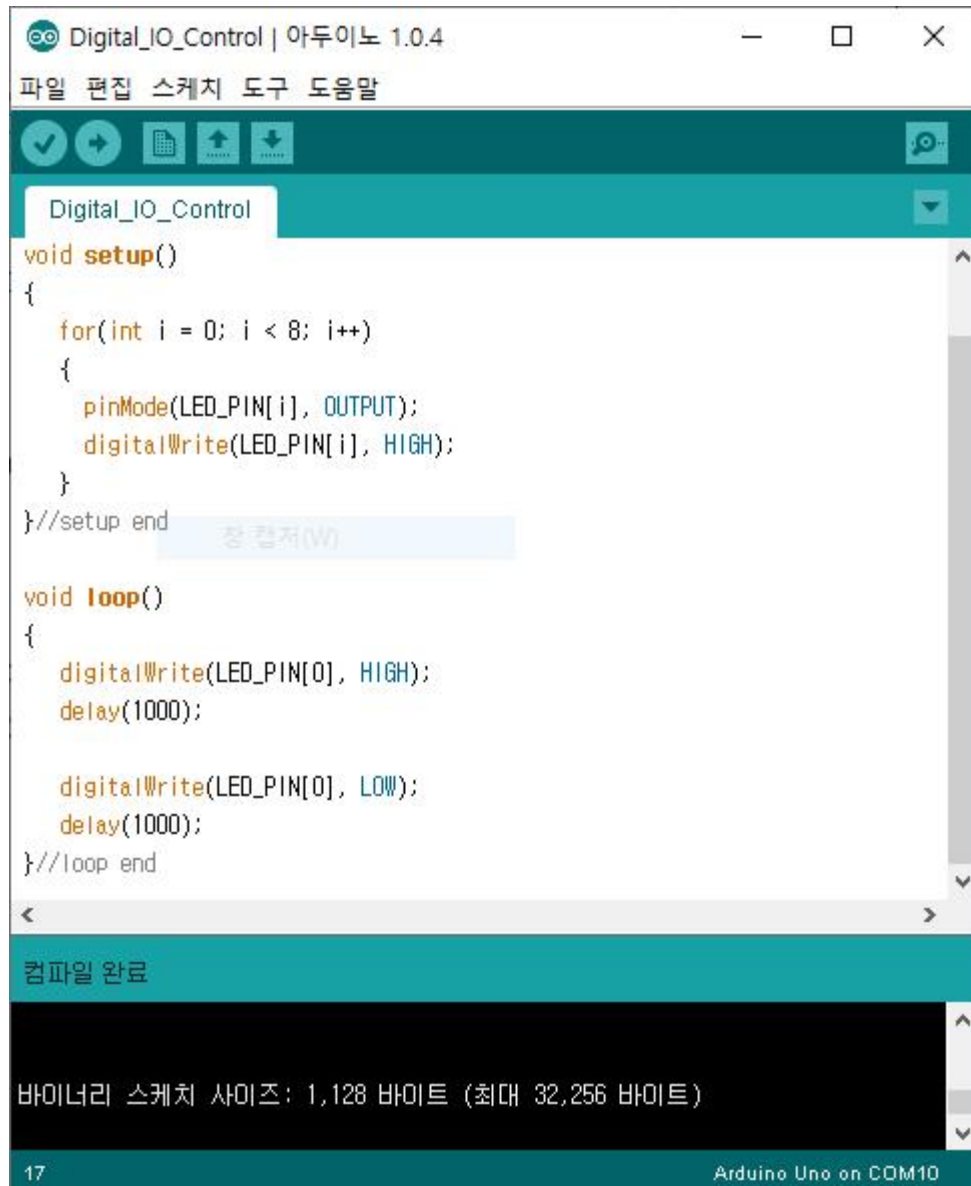 Digital_IO_Control | 아두이노 1.0.4
파일 편집 스케치 도구 도움말
Digital_IO_Control
void setup()
{
for(int i = 0; i < 8; i++)
{
pinMode(LED_PIN[i], OUTPUT);
digitalWrite(LED_PIN[i], HIGH);
}
}//setup end
창 캡처(W)
void loop()
{
digitalWrite(LED_PIN[0], HIGH);
delay(1000);
digitalWrite(LED_PIN[0], LOW);
delay(1000);
}//loop end
컴파일 완료
바이너리 스케치 사이즈: 1,128 바이트 (최대 32,256 바이트)
17 Arduino Uno on COM10